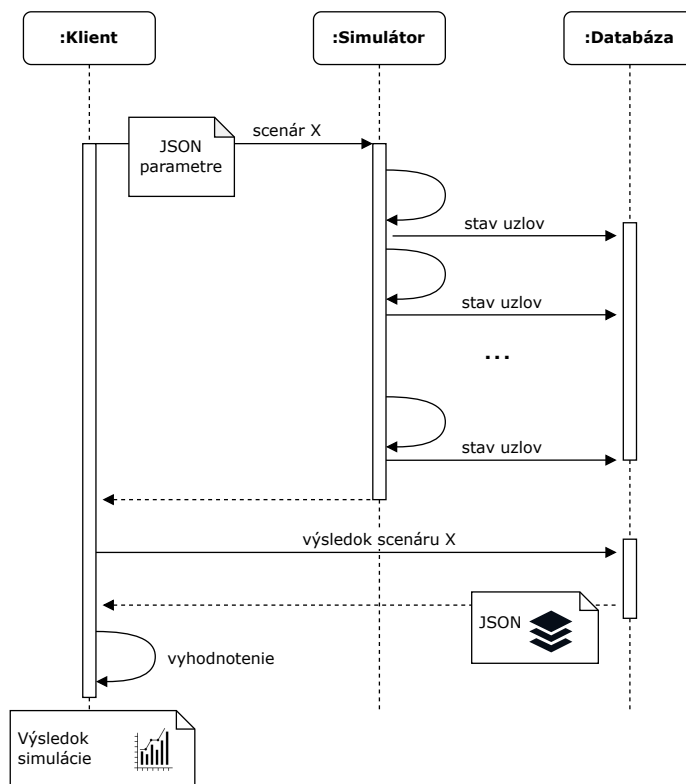 :Klient
:Simulátor
:Databáza
scenár X
JSON
parametre
stav uzlov
stav uzlov
...
stav uzlov
výsledok scenáru X
JSON
vyhodnotenie
Výsledok
simulácie